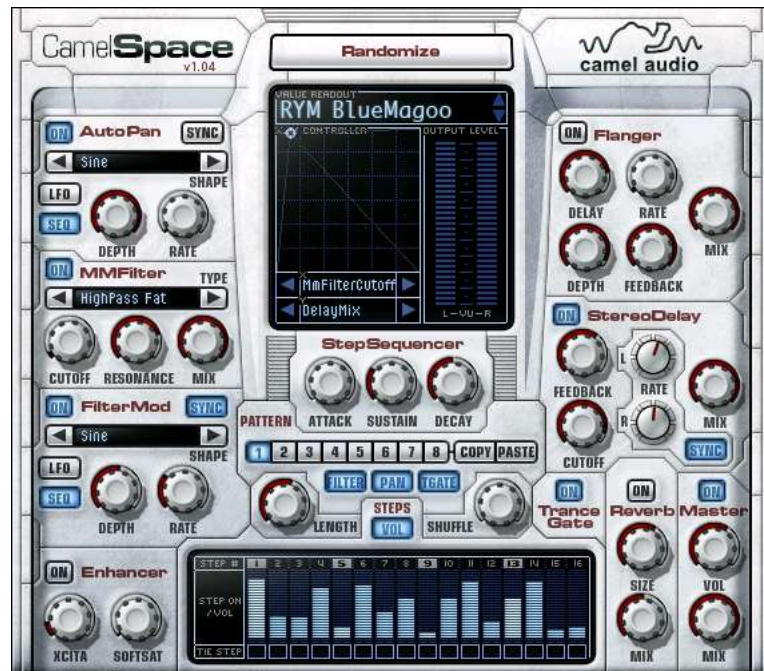 CamelSpace
v1.04
Randomize
camel audio
ON AutoPan SYNC
Sine
SHAPE
LFO
SEQ
DEPTH RATE
ON MMFilter TYPE
HighPass Fat
CUTOFF RESONANCE MIX
ON FilterMod SYNC
Sine
SHAPE
LFO
SEQ
DEPTH RATE
ON Enhancer
XCITA SOFTSAT
VALUE READOUT
RYM BlueMagoo
CONTROLLER OUTPUT LEVEL
X
MmFilterCutoff
Y
DelayMix
L-VU-R
StepSequencer
ATTACK SUSTAIN DECAY
PATTERN
1 2 3 4 5 6 7 8 COPY PASTE
FILTER PAN TGATE
LENGTH STEPS SHUFFLE
VOL
ON Flanger
DELAY RATE
MIX
DEPTH FEEDBACK
ON StereoDelay
L
FEEDBACK RATE
MIX
R
CUTOFF SYNC
ON
Trance
Gate
ON
Reverb
SIZE
MIX
ON
Master
VOL
MIX
STEP # 1 2 3 4 5 6 7 8 9 10 11 12 13 14 15 16
STEP ON
/VOL
TIE STEP